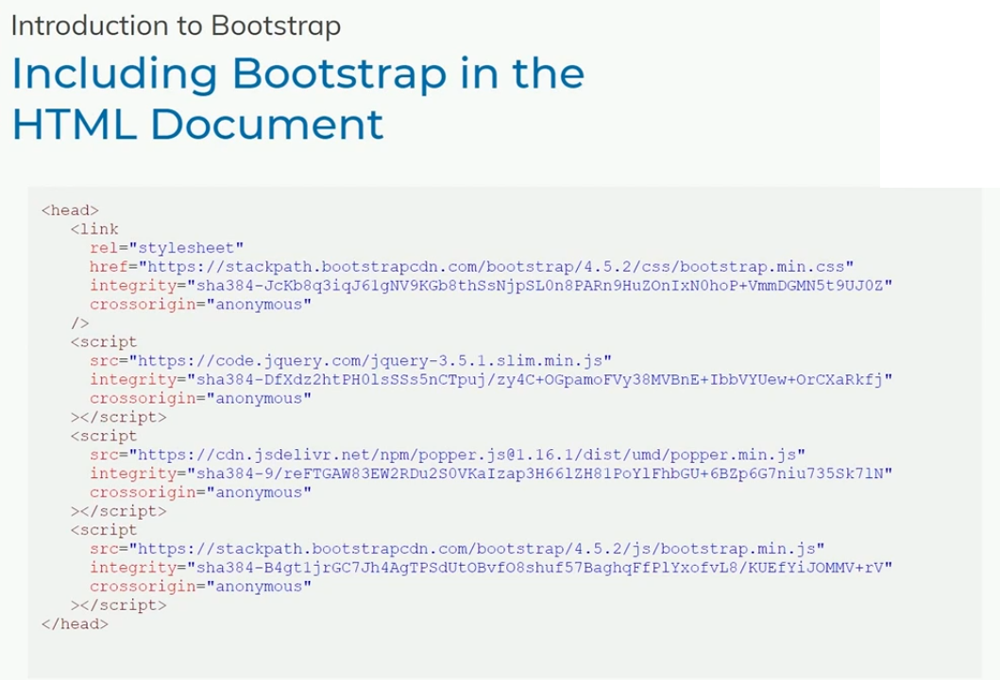 Introduction to Bootstrap
Including Bootstrap in the
HTML Document
<head>
<link
rel="stylesheet"
href="https://stackpath.bootstrapcdn.com/bootstrap/4.5.2/css/bootstrap.min.css"
integrity="sha384-JcKb8q3iqJ61gNV9KGb8thSsNjpSL0n8PARn9HuZOnIxN0hoP+VmmDGMN5t9UJ0Z"
crossorigin="anonymous"
/>
<script
src="https://code.jquery.com/jquery-3.5.1.slim.min.js"
integrity="sha384-DfXdz2htPH0lsSSs5nCTpuj/zy4C+OGpamoFVy38MVBnE+IbbVYUew+OrCXaRkfj"
crossorigin="anonymous"
></script>
<script
src="https://cdn.jsdelivr.net/npm/popper.js@1.16.1/dist/umd/popper.min.js"
integrity="sha384-9/reFTGAW83EW2RDu2S0VKaIzap3H66lZH81PoYlFhbGU+6BZp6G7niu735Sk7lN"
crossorigin="anonymous"
></script>
<script
src="https://stackpath.bootstrapcdn.com/bootstrap/4.5.2/js/bootstrap.min.js"
integrity="sha384-B4gt1jrGC7Jh4AgTPSdUtOBvfO8shuf57BaghqFfPlYxofvL8/KUEfYiJOMMV+rV"
crossorigin="anonymous"
></script>
</head>